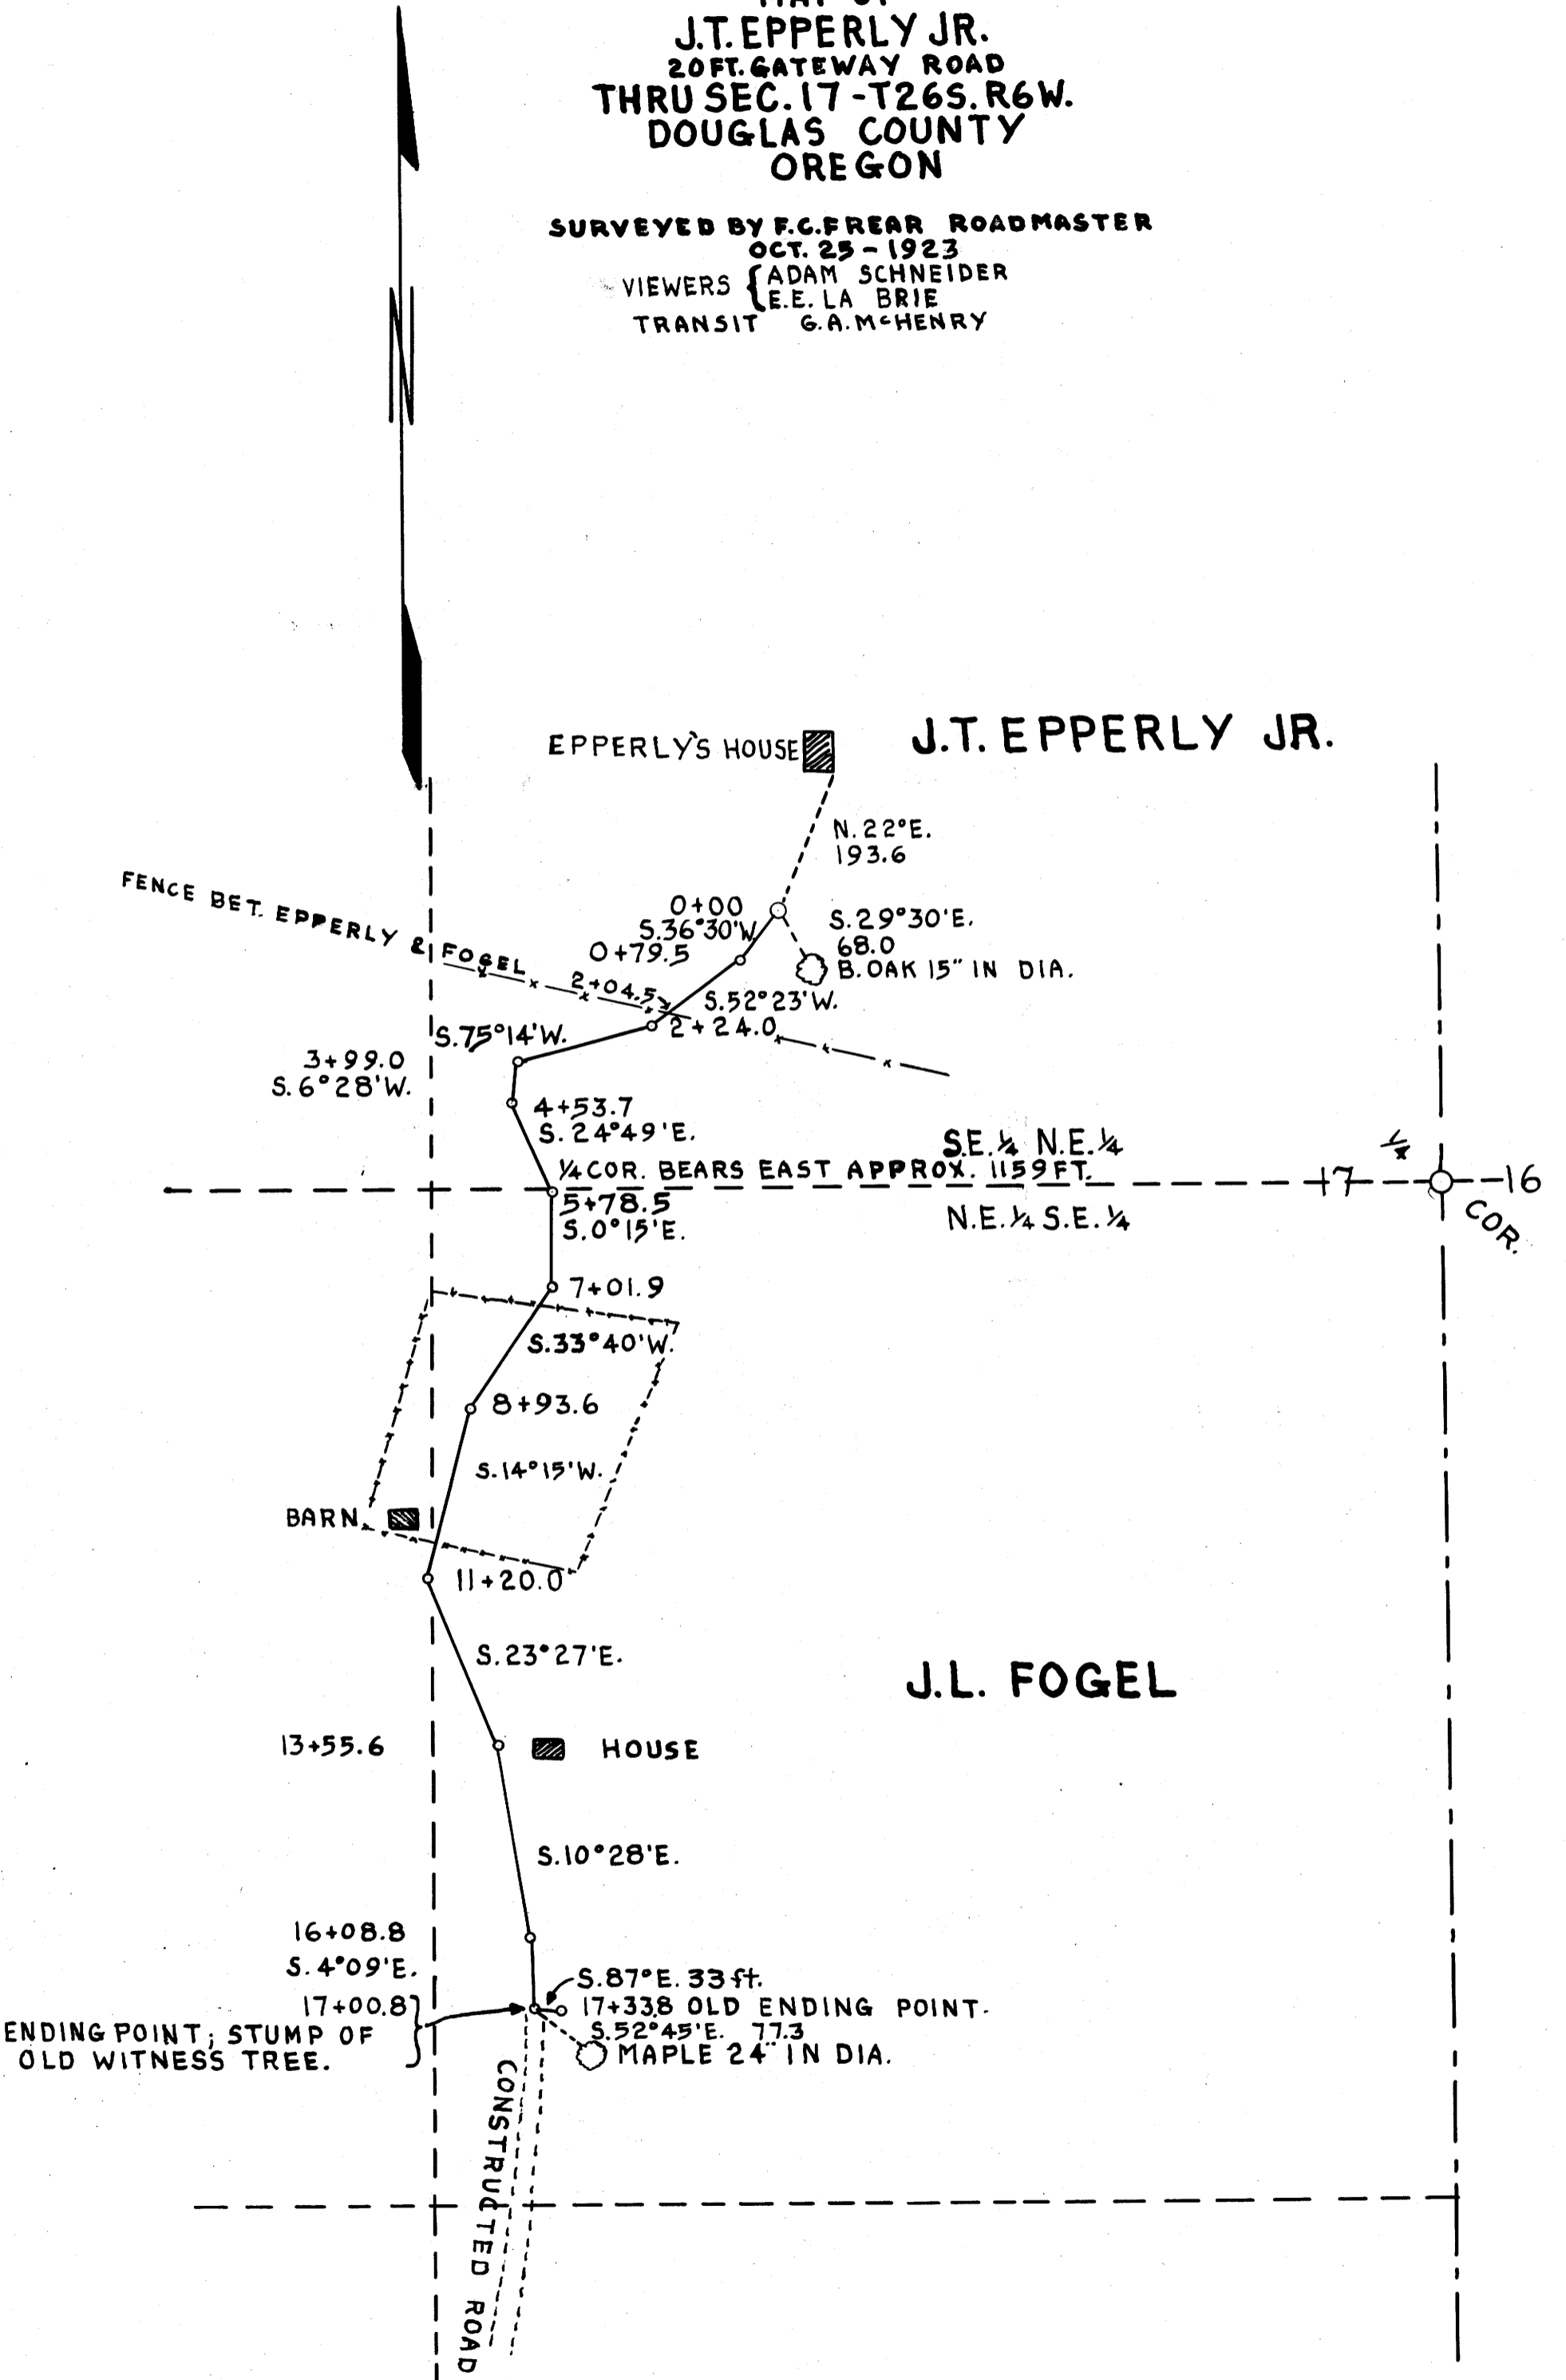 MAP OF
J.T. EPPERLY JR.
20 FT. GATEWAY ROAD
THRU SEC. 17 - T26S. R6W.
DOUGLAS COUNTY
OREGON
SURVEYED BY F.C. FREAR ROADMASTER
OCT. 25 - 1923
VIEWERS { ADAM SCHNEIDER
E.E. LA BRIE
TRANSIT G.A. McHENRY
N
EPPERLY'S HOUSE
J.T. EPPERLY JR.
N. 22° E.
193.6
FENCE BET. EPPERLY & FOGEL
0+00
S. 36°30' W.
0+79.5
S. 29°30' E.
68.0
B. OAK 15" IN DIA.
2+04.5
S. 52°23' W.
2+24.0
S. 75°14' W.
3+99.0
S. 6°28' W.
4+53.7
S. 24°49' E.
S.E. ¼ N.E. ¼
¼ COR. BEARS EAST APPROX. 1159 FT.
¼
17
16
COR.
5+78.5
S. 0°15' E.
N.E. ¼ S.E. ¼
7+01.9
S. 33°40' W.
8+93.6
S. 14°15' W.
BARN
11+20.0
S. 23°27' E.
J.L. FOGEL
13+55.6
HOUSE
S. 10°28' E.
16+08.8
S. 4°09' E.
S. 87° E. 33 ft.
17+00.8
17+33.8 OLD ENDING POINT.
ENDING POINT; STUMP OF
OLD WITNESS TREE.
S. 52°45' E. 77.3
MAPLE 24" IN DIA.
CONSTRUCTED ROAD